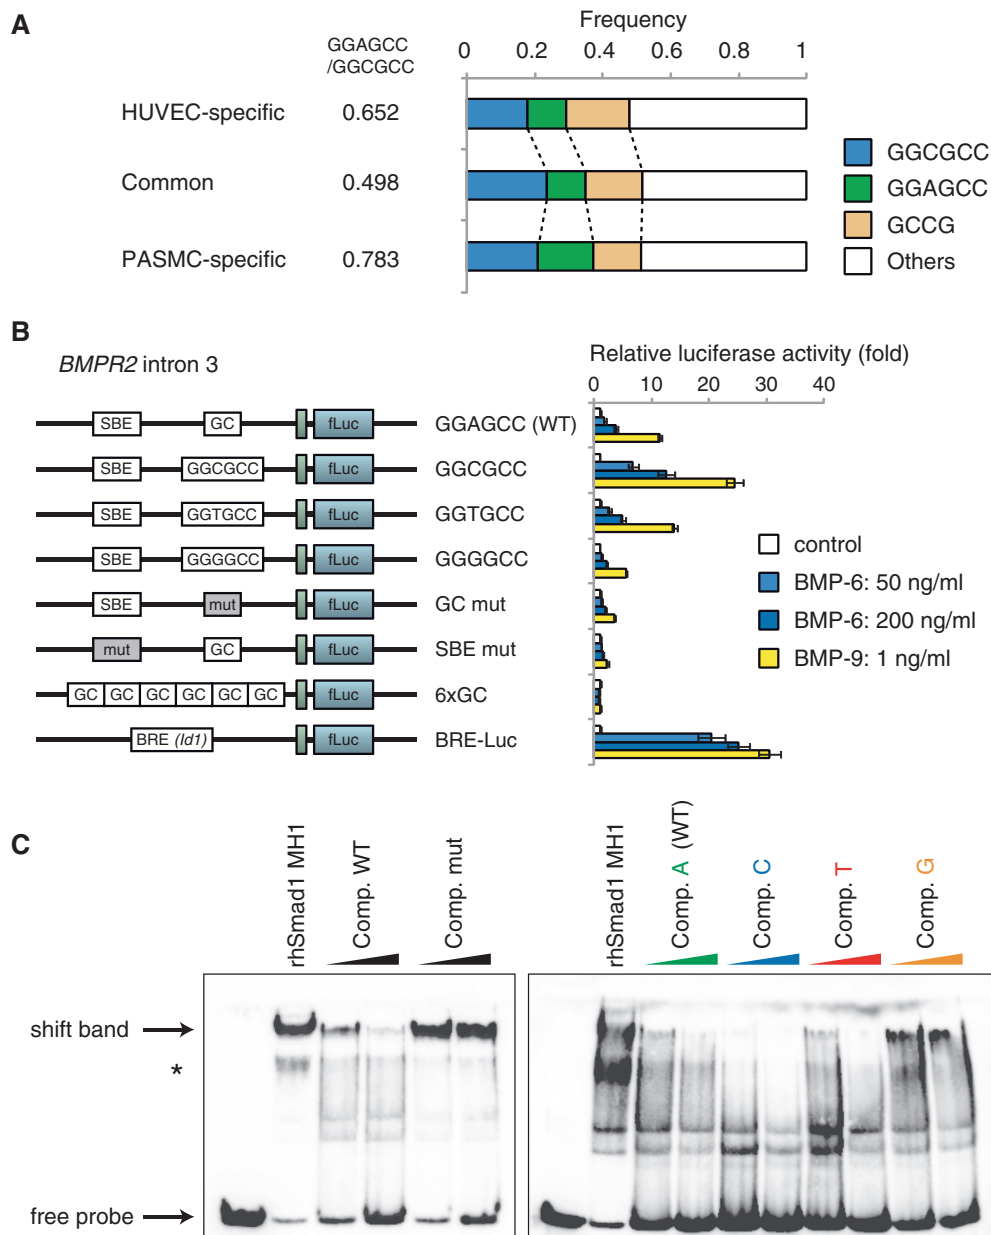 A
GGAGCC
/GGCGCC
Frequency
0 0.2 0.4 0.6 0.8 1
HUVEC-specific 0.652
Common 0.498
PASMC-specific 0.783
GGCGCC
GGAGCC
GCCG
Others
B
BMPR2 intron 3
Relative luciferase activity (fold)
0 10 20 30 40
SBE GC fLuc GGAGCC (WT)
SBE GGCGCC fLuc GGCGCC
SBE GGTGCC fLuc GGTGCC
SBE GGGGCC fLuc GGGGCC
SBE mut fLuc GC mut
mut GC fLuc SBE mut
GC GC GC GC GC GC fLuc 6xGC
BRE (Id1) fLuc BRE-Luc
control
BMP-6: 50 ng/ml
BMP-6: 200 ng/ml
BMP-9: 1 ng/ml
C
rhSmad1 MH1
Comp. WT
Comp. mut
rhSmad1 MH1
Comp. A (WT)
Comp. C
Comp. T
Comp. G
shift band
*
free probe